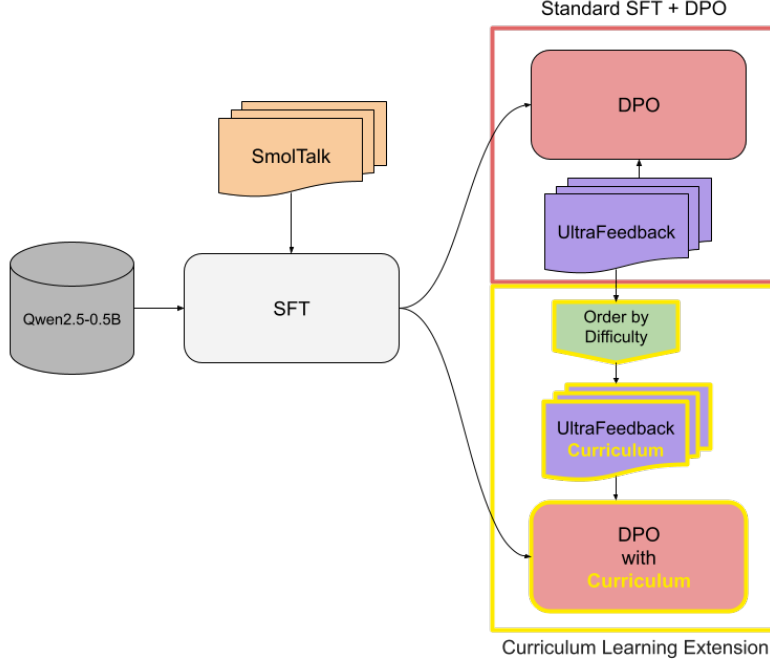 Standard SFT + DPO
DPO
SmolTalk
UltraFeedback
Qwen2.5-0.5B
SFT
Order by
Difficulty
UltraFeedback
Curriculum
DPO
with
Curriculum
Curriculum Learning Extension